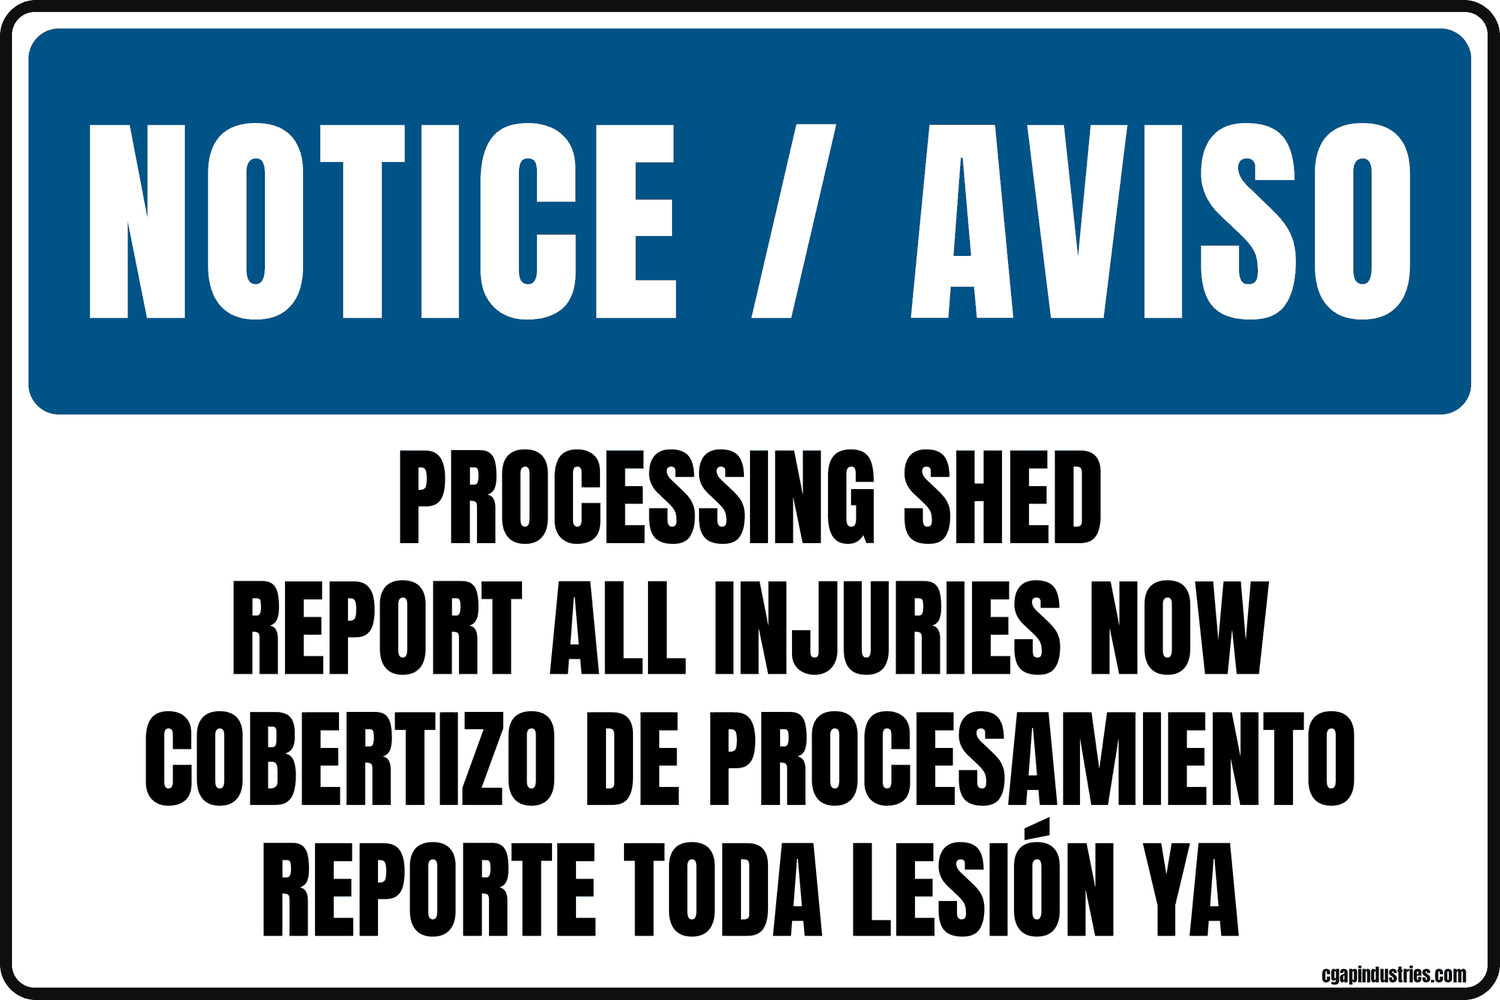 NOTICE / AVISO
PROCESSING SHED
REPORT ALL INJURIES NOW
COBERTIZO DE PROCESAMIENTO
REPORTE TODA LESIÓN YA
cgapindustries.com